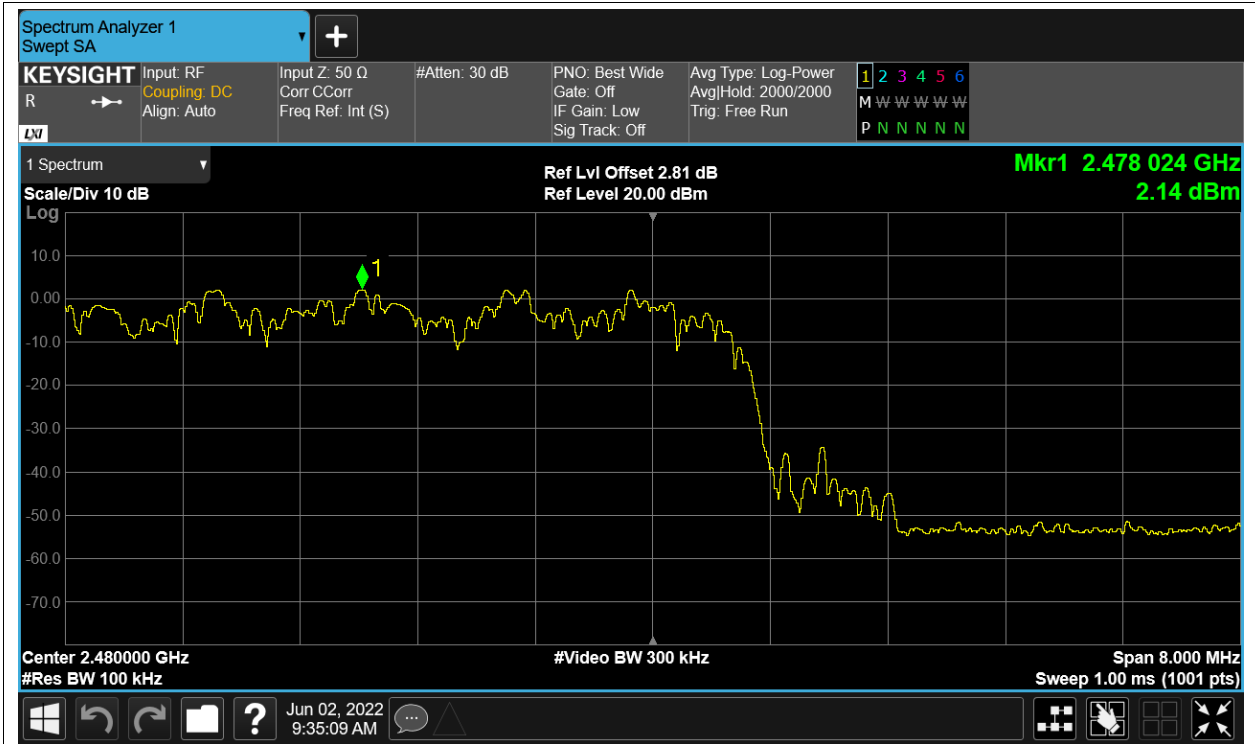 Spectrum Analyzer 1
Swept SA
KEYSIGHT
R
LXI
Input: RF
Coupling: DC
Align: Auto
Input Z: 50 Ω
Corr CCorr
Freq Ref: Int (S)
#Atten: 30 dB
PNO: Best Wide
Gate: Off
IF Gain: Low
Sig Track: Off
Avg Type: Log-Power
Avg|Hold: 2000/2000
Trig: Free Run
1 2 3 4 5 6
M W W W W W
P N N N N N
1 Spectrum
Scale/Div 10 dB
Log
Ref Lvl Offset 2.81 dB
Ref Level 20.00 dBm
Mkr1 2.478 024 GHz
2.14 dBm
1
10.0
0.00
-10.0
-20.0
-30.0
-40.0
-50.0
-60.0
-70.0
Center 2.480000 GHz
#Video BW 300 kHz
Span 8.000 MHz
#Res BW 100 kHz
Sweep 1.00 ms (1001 pts)
?
Jun 02, 2022
9:35:09 AM